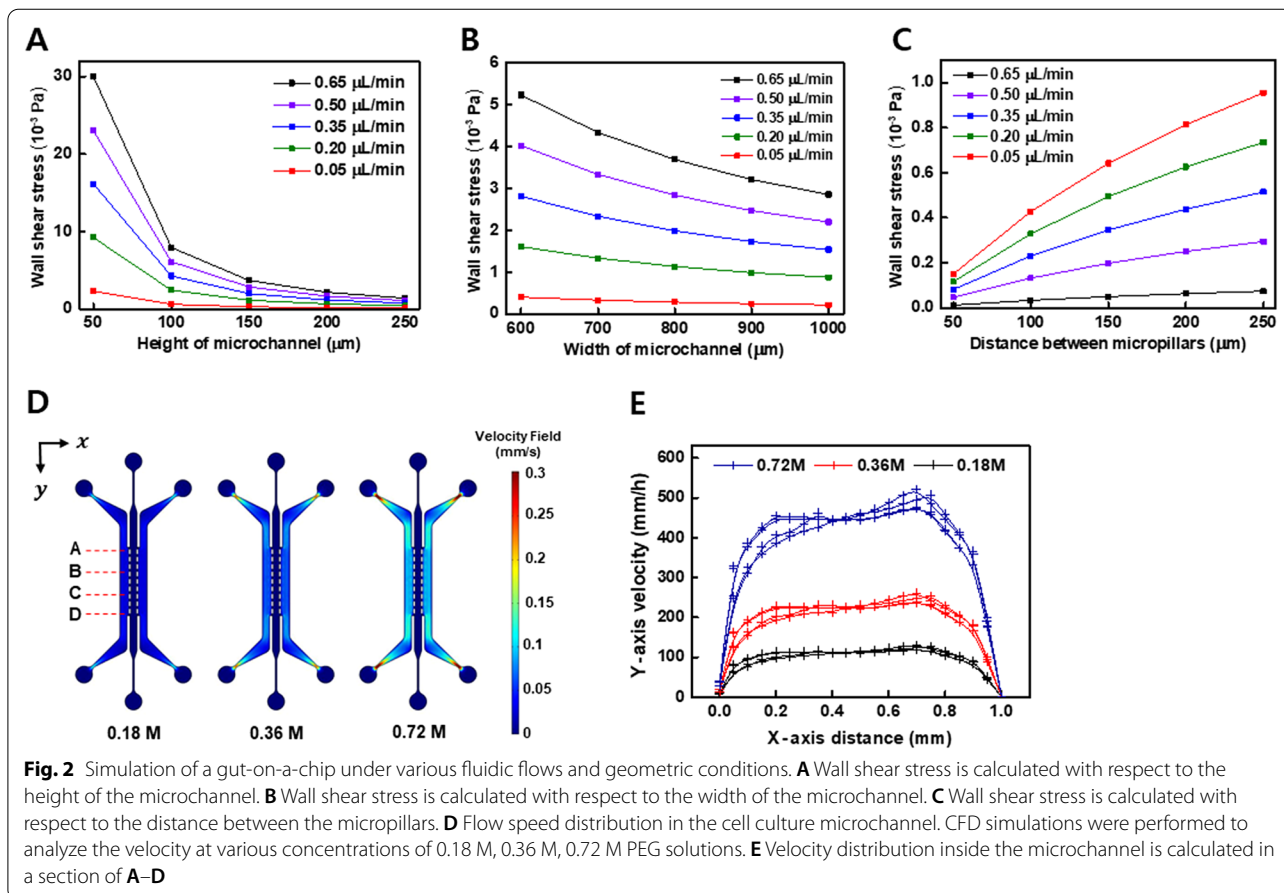 A
B
C
30
20
10
0
50
100
150
200
250
Wall shear stress (10⁻³ Pa)
Height of microchannel (μm)
0.65 μL/min
0.50 μL/min
0.35 μL/min
0.20 μL/min
0.05 μL/min
6
5
4
3
2
1
0
600
700
800
900
1000
Wall shear stress (10⁻³ Pa)
Width of microchannel (μm)
0.65 μL/min
0.50 μL/min
0.35 μL/min
0.20 μL/min
0.05 μL/min
1.0
0.8
0.6
0.4
0.2
0.0
50
100
150
200
250
Wall shear stress (10⁻³ Pa)
Distance between micropillars (μm)
0.65 μL/min
0.50 μL/min
0.35 μL/min
0.20 μL/min
0.05 μL/min
D
x
y
A
B
C
D
0.18 M
0.36 M
0.72 M
Velocity Field
(mm/s)
0.3
0.25
0.2
0.15
0.1
0.05
0
E
600
500
400
300
200
100
0
0.0
0.2
0.4
0.6
0.8
1.0
Y-axis velocity (mm/h)
X-axis distance (mm)
0.72M
0.36M
0.18M
Fig. 2 Simulation of a gut-on-a-chip under various fluidic flows and geometric conditions. A Wall shear stress is calculated with respect to the
height of the microchannel. B Wall shear stress is calculated with respect to the width of the microchannel. C Wall shear stress is calculated with
respect to the distance between the micropillars. D Flow speed distribution in the cell culture microchannel. CFD simulations were performed to
analyze the velocity at various concentrations of 0.18 M, 0.36 M, 0.72 M PEG solutions. E Velocity distribution inside the microchannel is calculated in
a section of A–D